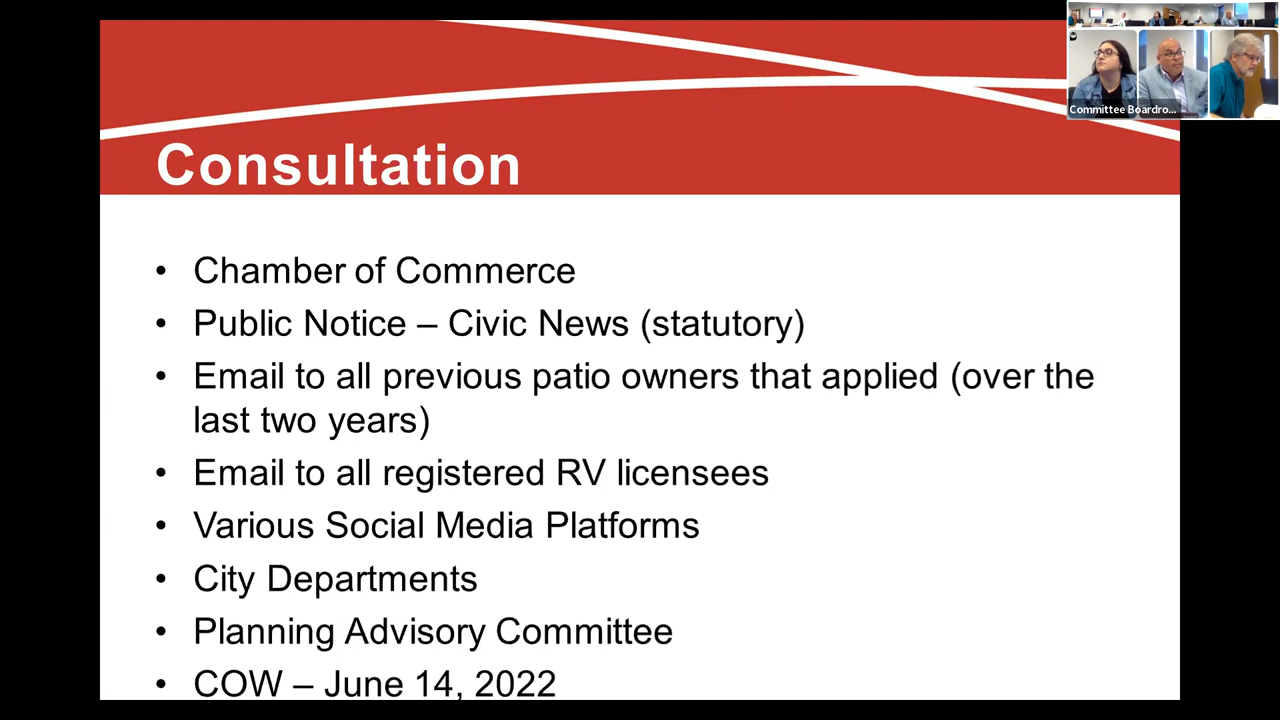 Committee Boardro...
Consultation
• Chamber of Commerce
• Public Notice – Civic News (statutory)
• Email to all previous patio owners that applied (over the
last two years)
• Email to all registered RV licensees
• Various Social Media Platforms
• City Departments
• Planning Advisory Committee
• COW – June 14, 2022